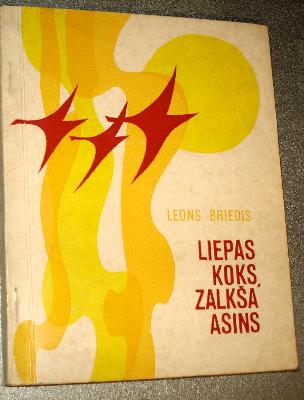 LEONS BRIEDIS
LIEPAS
KOKS,
ZALKŠA
ASINS